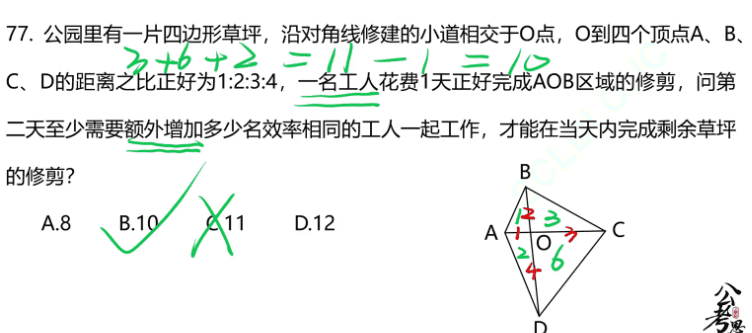 77. 公园里有一片四边形草坪，沿对角线修建的小道相交于O点，O到四个顶点A、B、
3+6+2=11-1=10
C、D的距离之比正好为1:2:3:4，一名工人花费1天正好完成AOB区域的修剪，问第
二天至少需要额外增加多少名效率相同的工人一起工作，才能在当天内完成剩余草坪
的修剪？
A.8 B.10 C.11 D.12
B
1 2 3
A 1 O 3 C
2 4 6
D
公考思